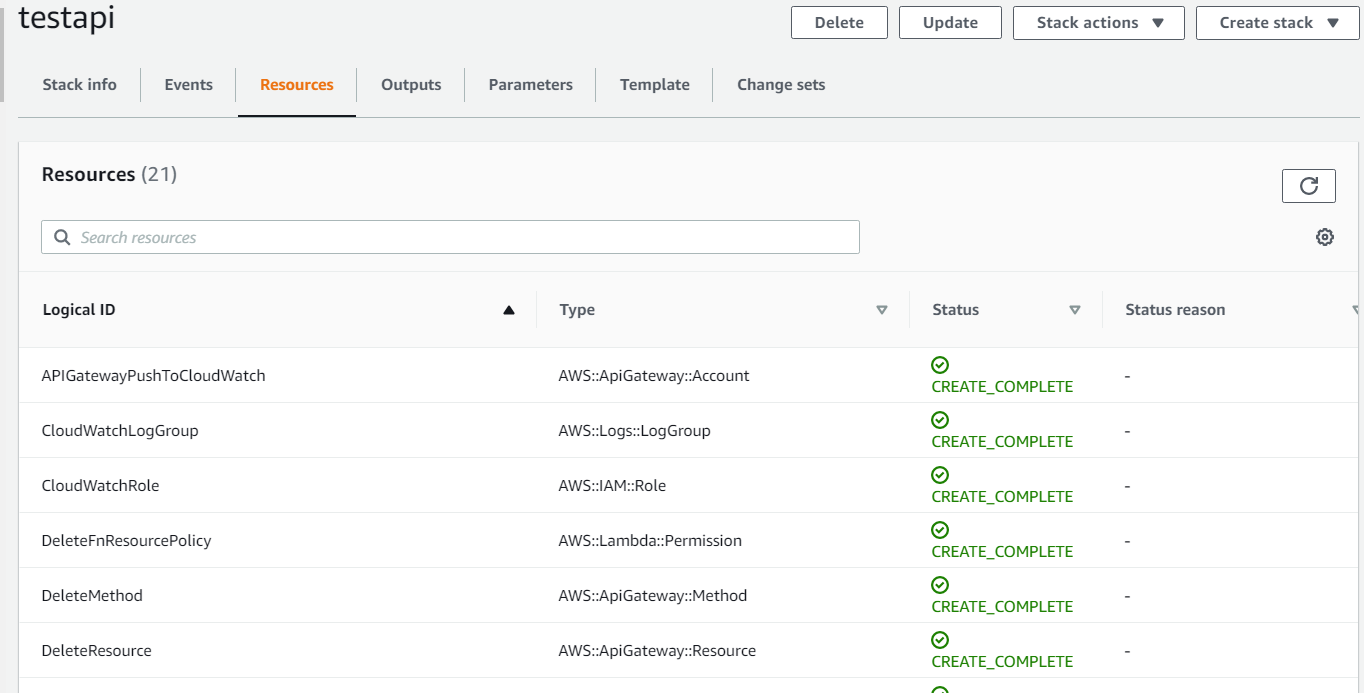 testapi
Delete
Update
Stack actions
Create stack
Stack info
Events
Resources
Outputs
Parameters
Template
Change sets
Resources (21)
Search resources
Logical ID
Type
Status
Status reason
APIGatewayPushToCloudWatch
AWS::ApiGateway::Account
CREATE_COMPLETE
-
CloudWatchLogGroup
AWS::Logs::LogGroup
CREATE_COMPLETE
-
CloudWatchRole
AWS::IAM::Role
CREATE_COMPLETE
-
DeleteFnResourcePolicy
AWS::Lambda::Permission
CREATE_COMPLETE
-
DeleteMethod
AWS::ApiGateway::Method
CREATE_COMPLETE
-
DeleteResource
AWS::ApiGateway::Resource
CREATE_COMPLETE
-